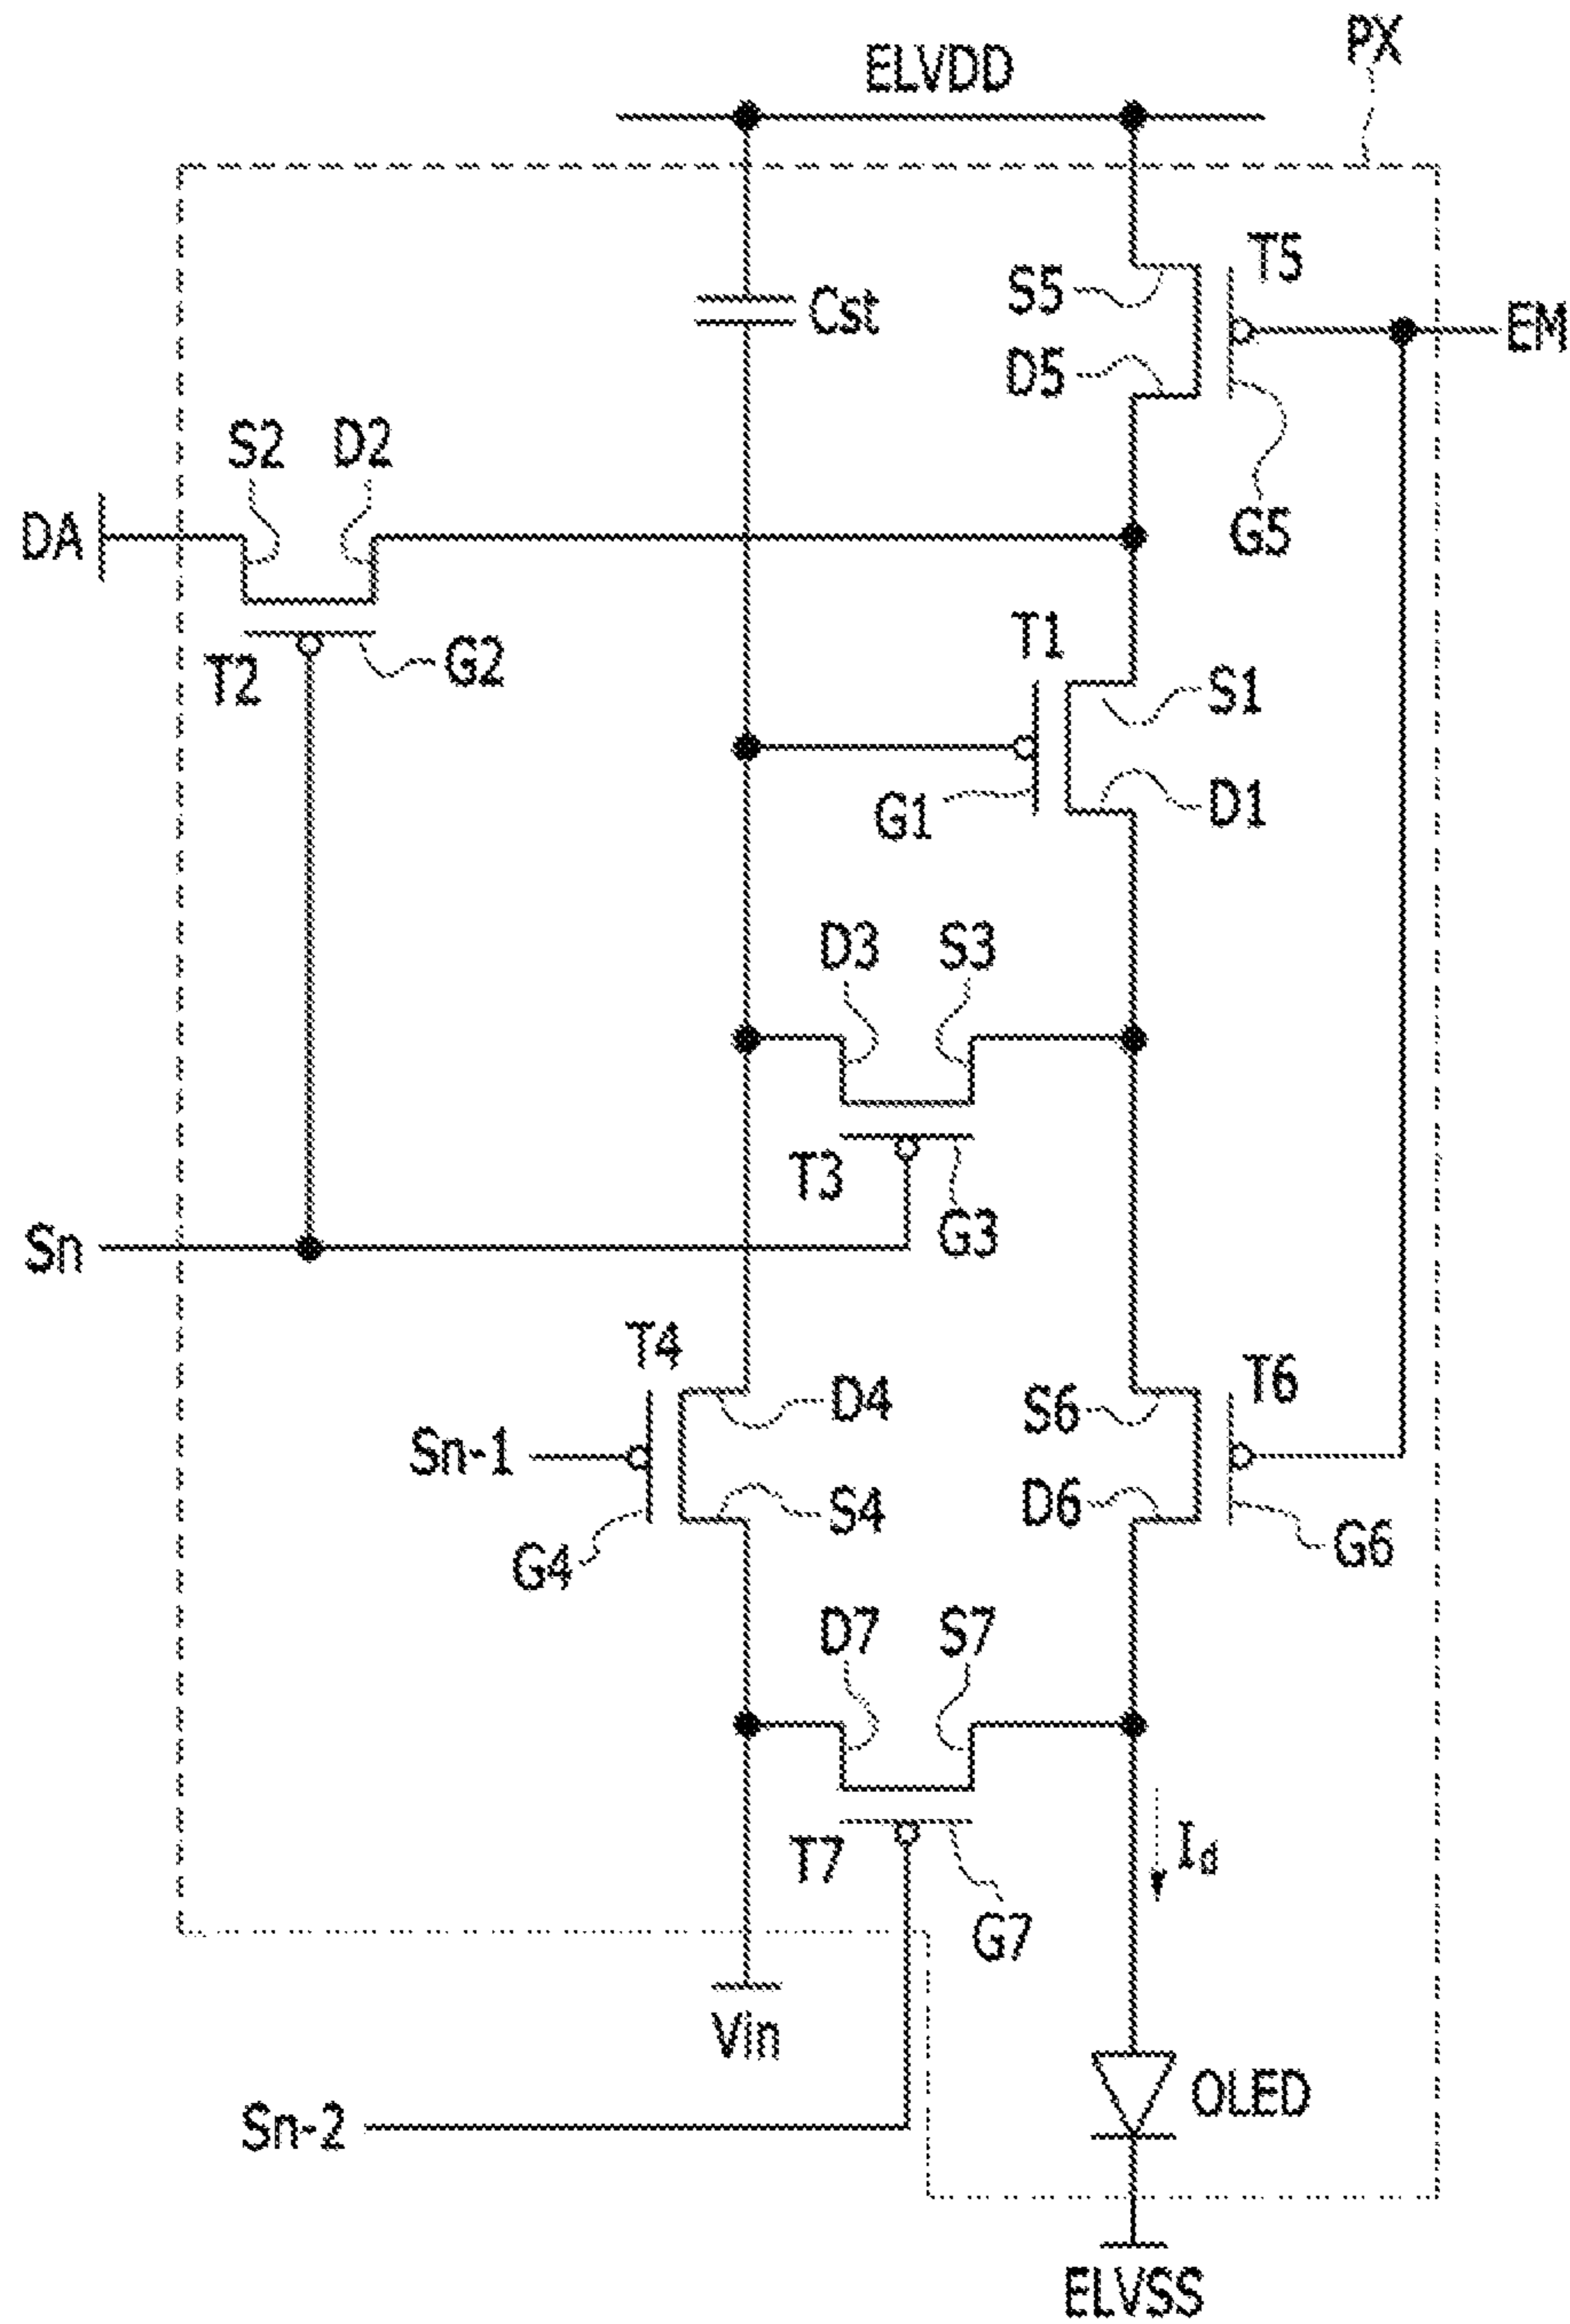 PX
ELVDD
T5
S5
Cst
EM
D5
S2 D2
G5
DA
T1
G2
T2
S1
G1
D1
D3 S3
T3
G3
Sn
T4
T6
D4
S6
Sn-1
D6
S4
G4
G6
D7 S7
T7
Id
G7
Vin
OLED
Sn-2
ELVSS